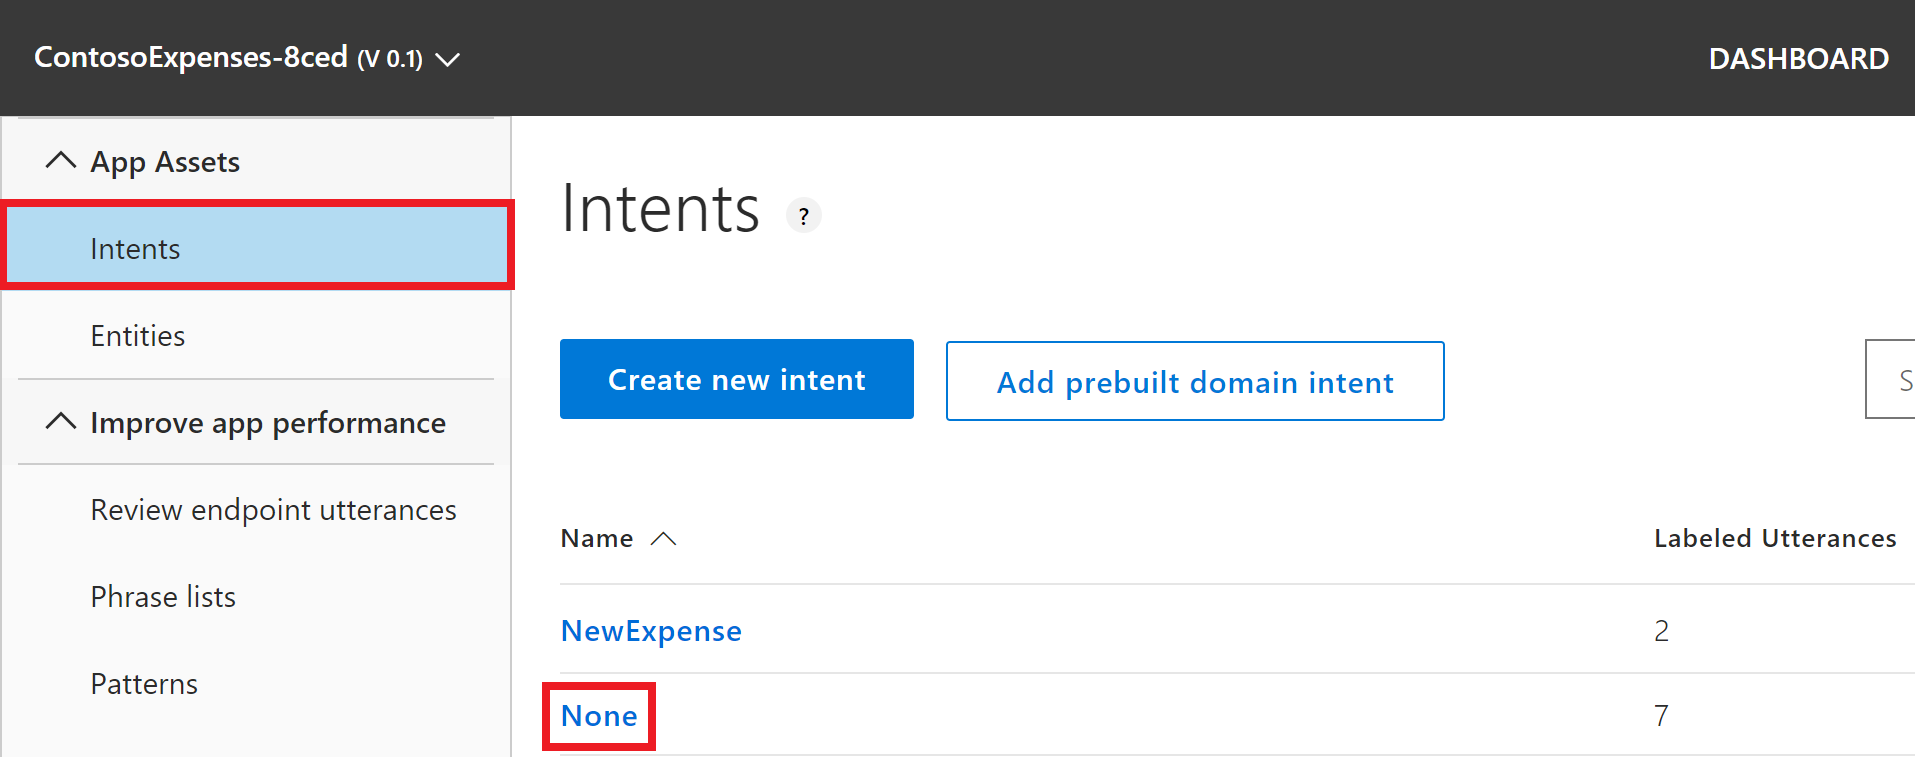 ContosoExpenses-8ced (V 0.1)
DASHBOARD
App Assets
Intents
Entities
Improve app performance
Review endpoint utterances
Phrase lists
Patterns
Intents ?
Create new intent
Add prebuilt domain intent
S
Name
Labeled Utterances
NewExpense 2
None 7